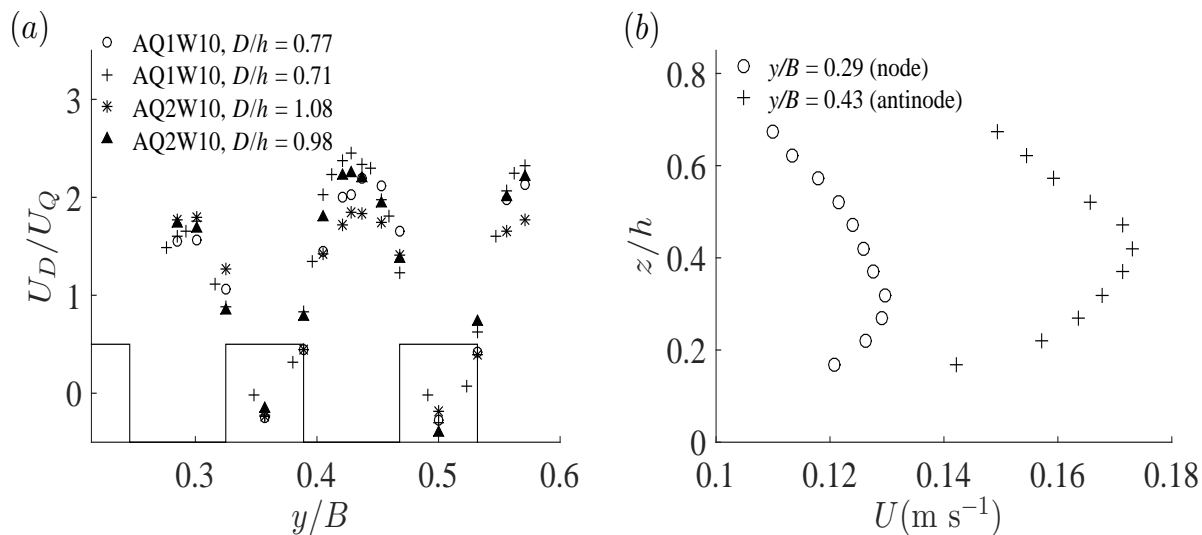 (a)
AQ1W10, D/h = 0.77
AQ1W10, D/h = 0.71
AQ2W10, D/h = 1.08
AQ2W10, D/h = 0.98
3
2
1
0
U_D/U_Q
0.3 0.4 0.5 0.6
y/B
(b)
y/B = 0.29 (node)
y/B = 0.43 (antinode)
0.8
0.6
0.4
0.2
0
z/h
0.1 0.12 0.14 0.16 0.18
U(m s⁻¹)